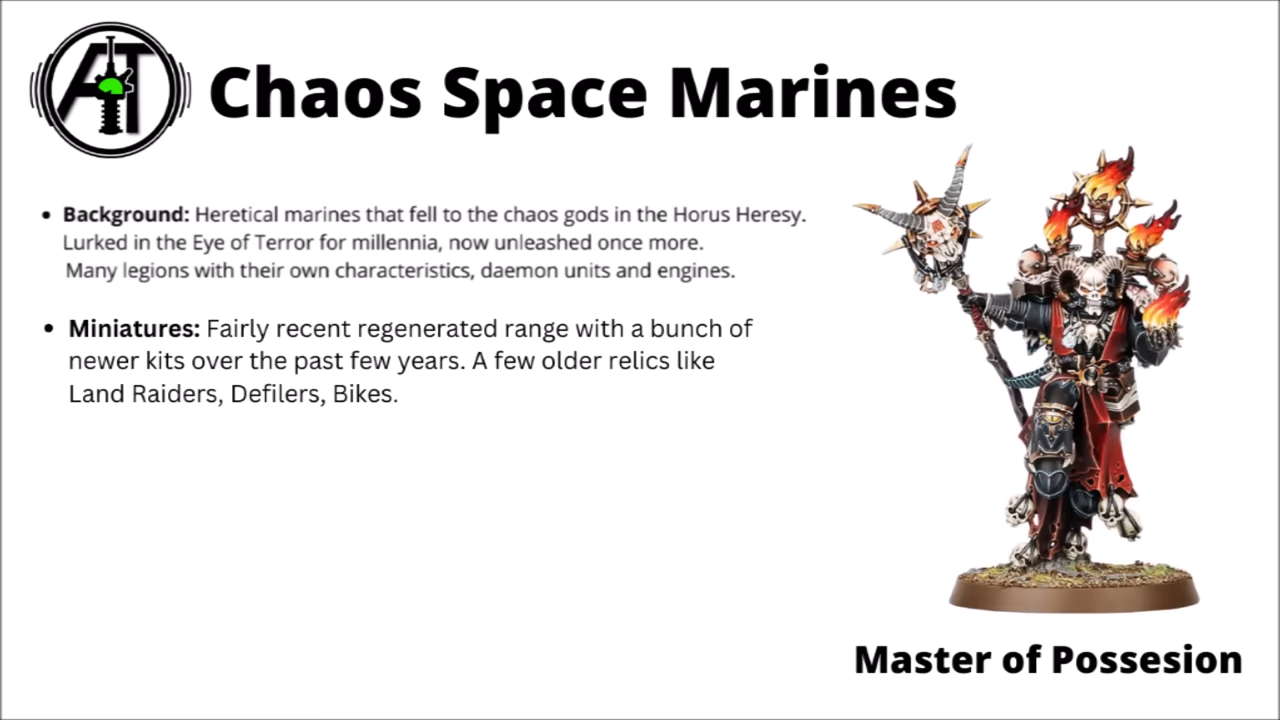 AT
Chaos Space Marines
• Background: Heretical marines that fell to the chaos gods in the Horus Heresy.
Lurked in the Eye of Terror for millennia, now unleashed once more.
Many legions with their own characteristics, daemon units and engines.
• Miniatures: Fairly recent regenerated range with a bunch of
newer kits over the past few years. A few older relics like
Land Raiders, Defilers, Bikes.
Master of Possesion